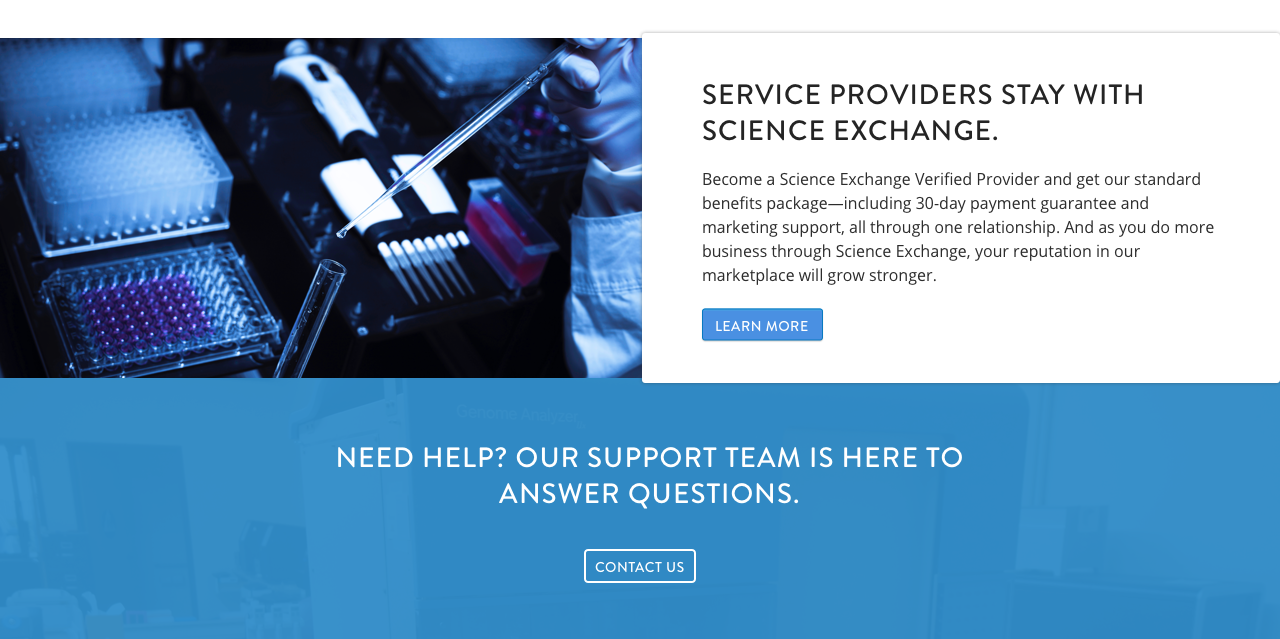 SERVICE PROVIDERS STAY WITH
SCIENCE EXCHANGE.
Become a Science Exchange Verified Provider and get our standard
benefits package—including 30-day payment guarantee and
marketing support, all through one relationship. And as you do more
business through Science Exchange, your reputation in our
marketplace will grow stronger.
LEARN MORE
Genome Analyze
NEED HELP? OUR SUPPORT TEAM IS HERE TO
ANSWER QUESTIONS.
CONTACT US